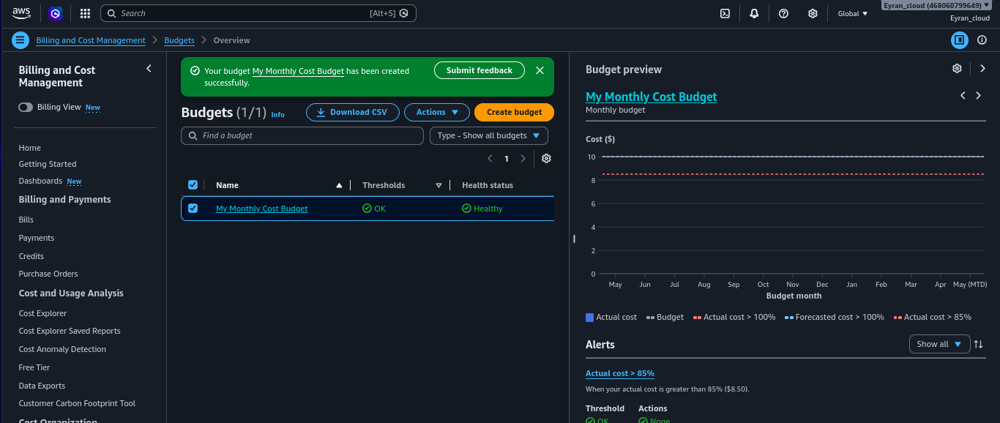 aws
Search [Alt+S]
Global
Eyran_cloud (468060799649)
Eyran_cloud
Billing and Cost Management
Budgets
Overview
Billing and Cost Management
Billing View New
Home
Getting Started
Dashboards New
Billing and Payments
Bills
Payments
Credits
Purchase Orders
Cost and Usage Analysis
Cost Explorer
Cost Explorer Saved Reports
Cost Anomaly Detection
Free Tier
Data Exports
Customer Carbon Footprint Tool
Cost Organization
Your budget My Monthly Cost Budget has been created
successfully.
Submit feedback
Budgets (1/1) Info
Download CSV
Actions
Create budget
Find a budget
Type - Show all budgets
1
Name Thresholds Health status
My Monthly Cost Budget OK Healthy
Budget preview
My Monthly Cost Budget
Monthly budget
Cost ($)
10
8
6
4
2
0
May Jun Jul Aug Sep Oct Nov Dec Jan Feb Mar Apr May (MTD)
Budget month
Actual cost Budget Actual cost > 100% Forecasted cost > 100% Actual cost > 85%
Alerts
Show all
Actual cost > 85%
When your actual cost is greater than 85% ($8.50).
Threshold Actions
OK None